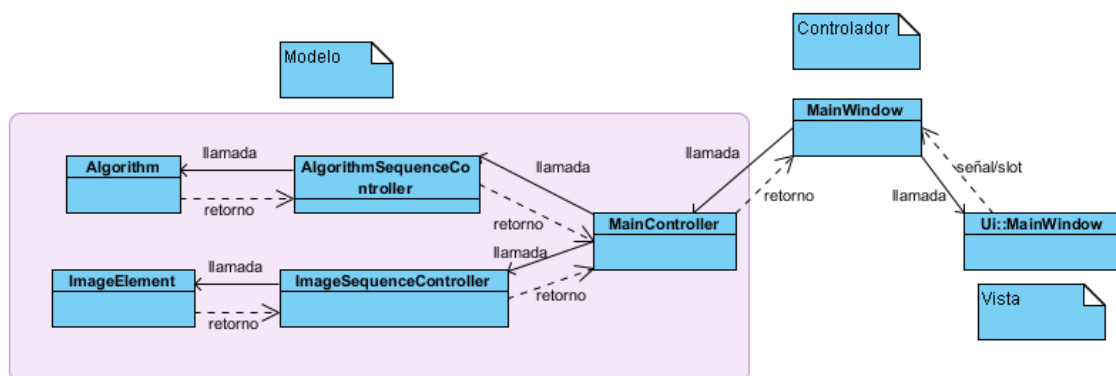 Controlador
Modelo
MainWindow
llamada
señal/slot
llamada
retorno
llamada
Algorithm
llamada
AlgorithmSequenceCo
ntroller
retorno
retorno
MainController
Ui::MainWindow
llamada
llamada
ImageElement
ImageSequenceController
retorno
retorno
Vista